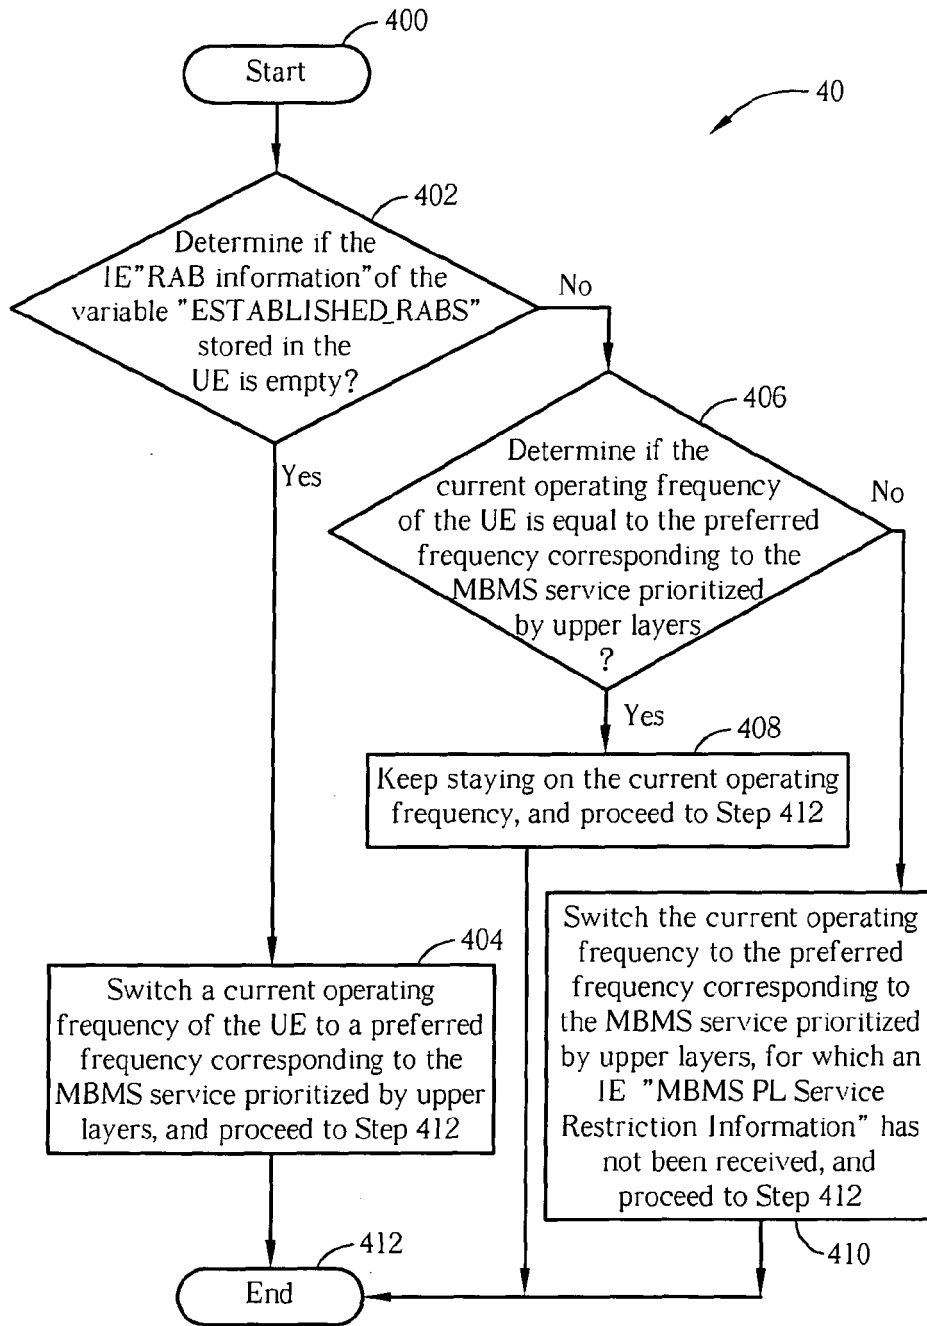 400
Start
40
402
Determine if the
IE"RAB information"of the
variable "ESTABLISHED_RABS"
stored in the
UE is empty?
No
Yes
406
Determine if the
current operating frequency
of the UE is equal to the preferred
frequency corresponding to the
MBMS service prioritized
by upper layers
?
No
Yes
408
Keep staying on the current operating
frequency, and proceed to Step 412
404
Switch a current operating
frequency of the UE to a preferred
frequency corresponding to the
MBMS service prioritized by upper
layers, and proceed to Step 412
Switch the current operating
frequency to the preferred
frequency corresponding to
the MBMS service prioritized
by upper layers, for which an
IE "MBMS PL Service
Restriction Information" has
not been received, and
proceed to Step 412
410
412
End